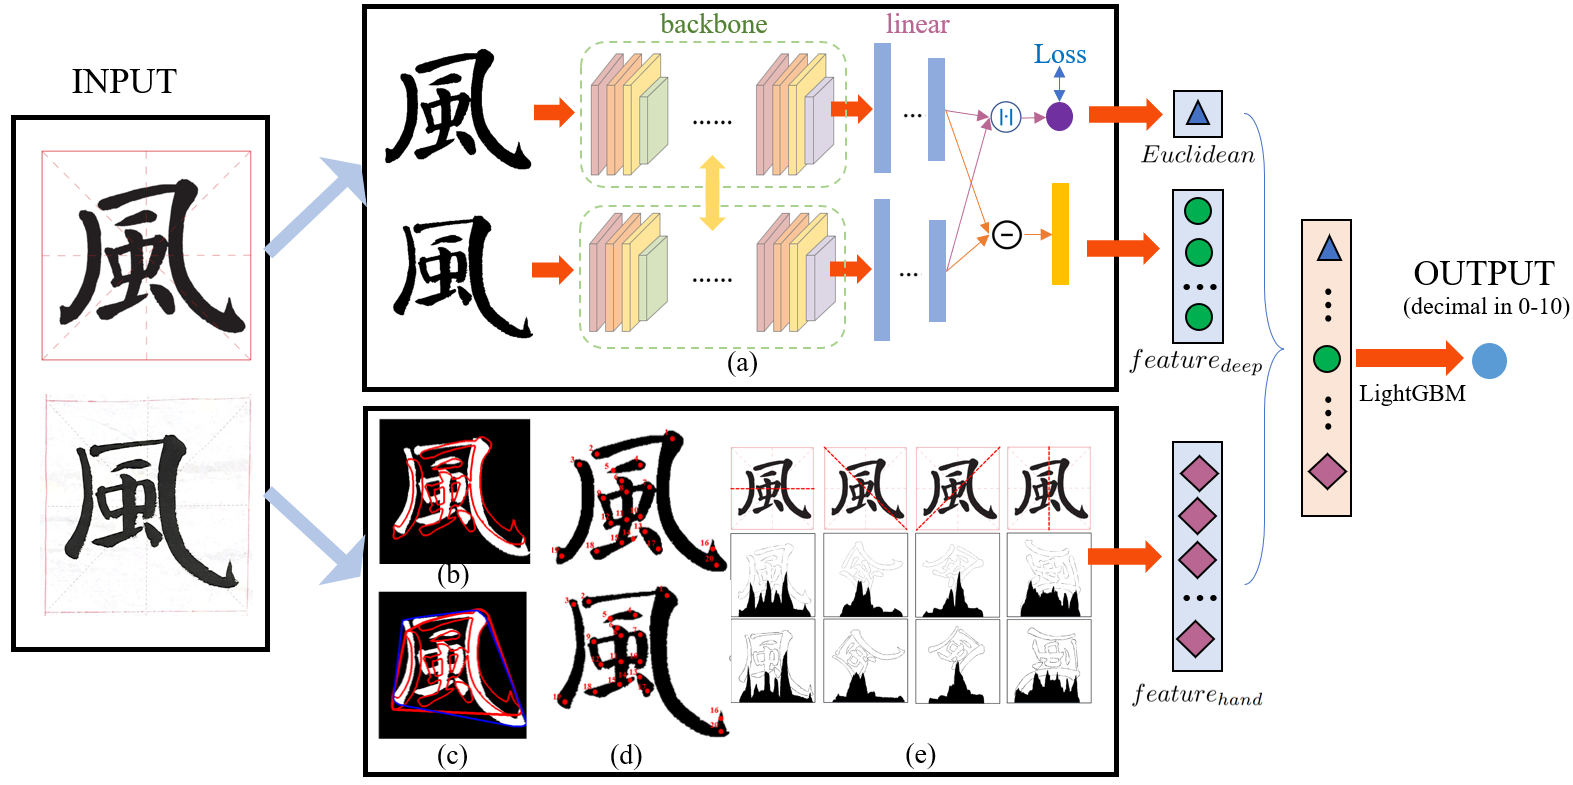 INPUT
風
風
backbone
linear
Loss
風
......
...
|·|
風
......
...
(a)
Euclidean
feature_deep
...
OUTPUT
(decimal in 0-10)
LightGBM
(b)
(c)
(d)
(e)
...
feature_hand